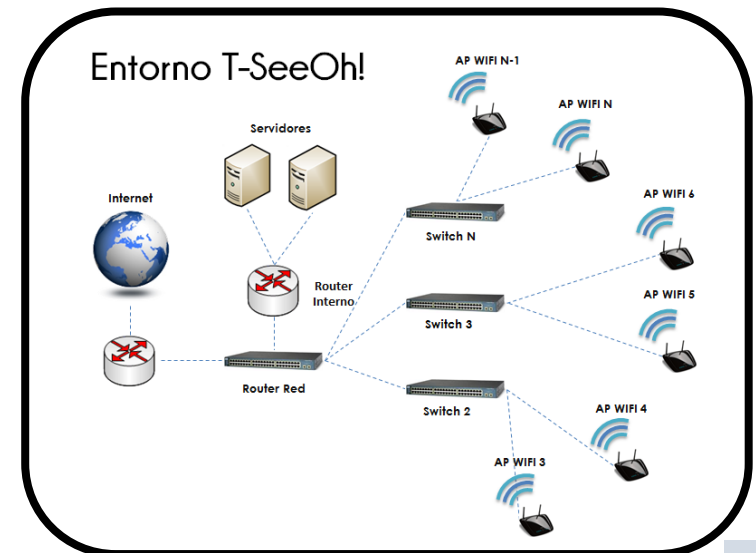 Entorno T-SeeOh!
AP WIFI N-1
AP WIFI N
Servidores
Internet
AP WIFI 6
Switch N
Router
Interno
AP WIFI 5
Switch 3
Router Red
Switch 2
AP WIFI 4
AP WIFI 3